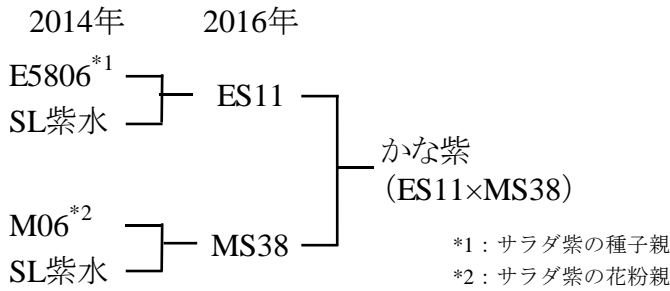 2014年 2016年
E5806*1
ES11
SL紫水
かな紫
(ES11×MS38)
M06*2
MS38
SL紫水
*1：サラダ紫の種子親
*2：サラダ紫の花粉親